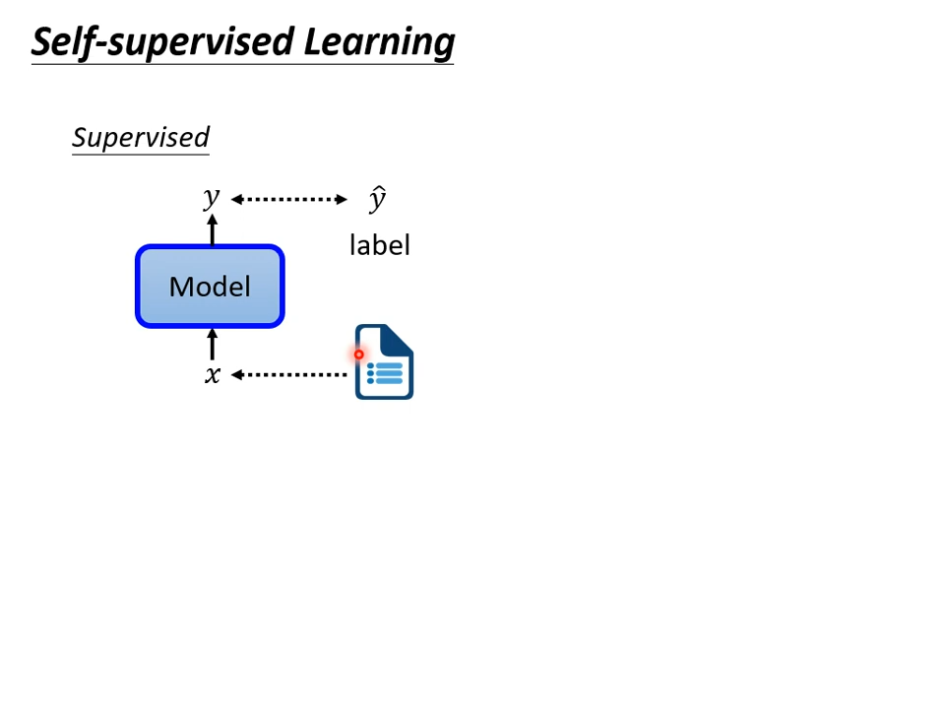 Self-supervised Learning
Supervised
y ŷ
label
Model
x